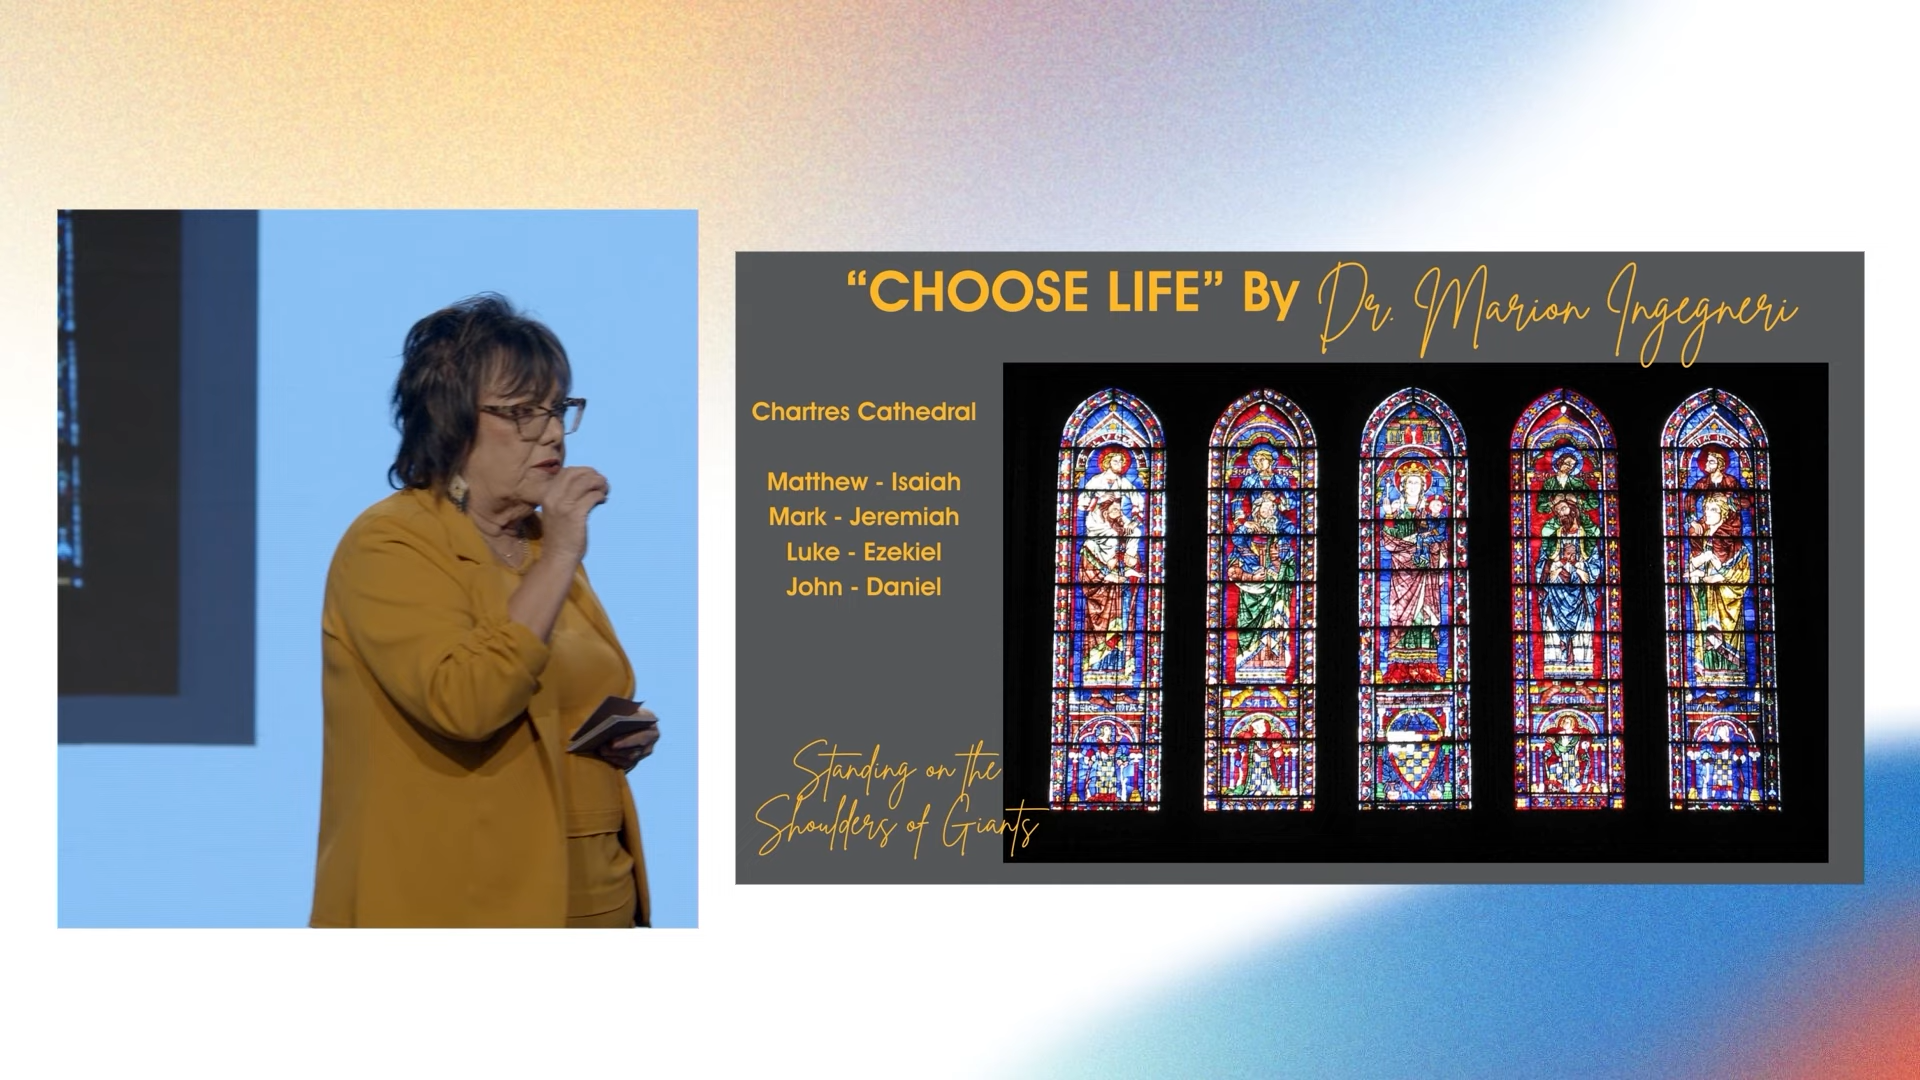 “CHOOSE LIFE” By Dr. Marion Ingegneri
Chartres Cathedral
Matthew - Isaiah
Mark - Jeremiah
Luke - Ezekiel
John - Daniel
Standing on the
Shoulders of Giants